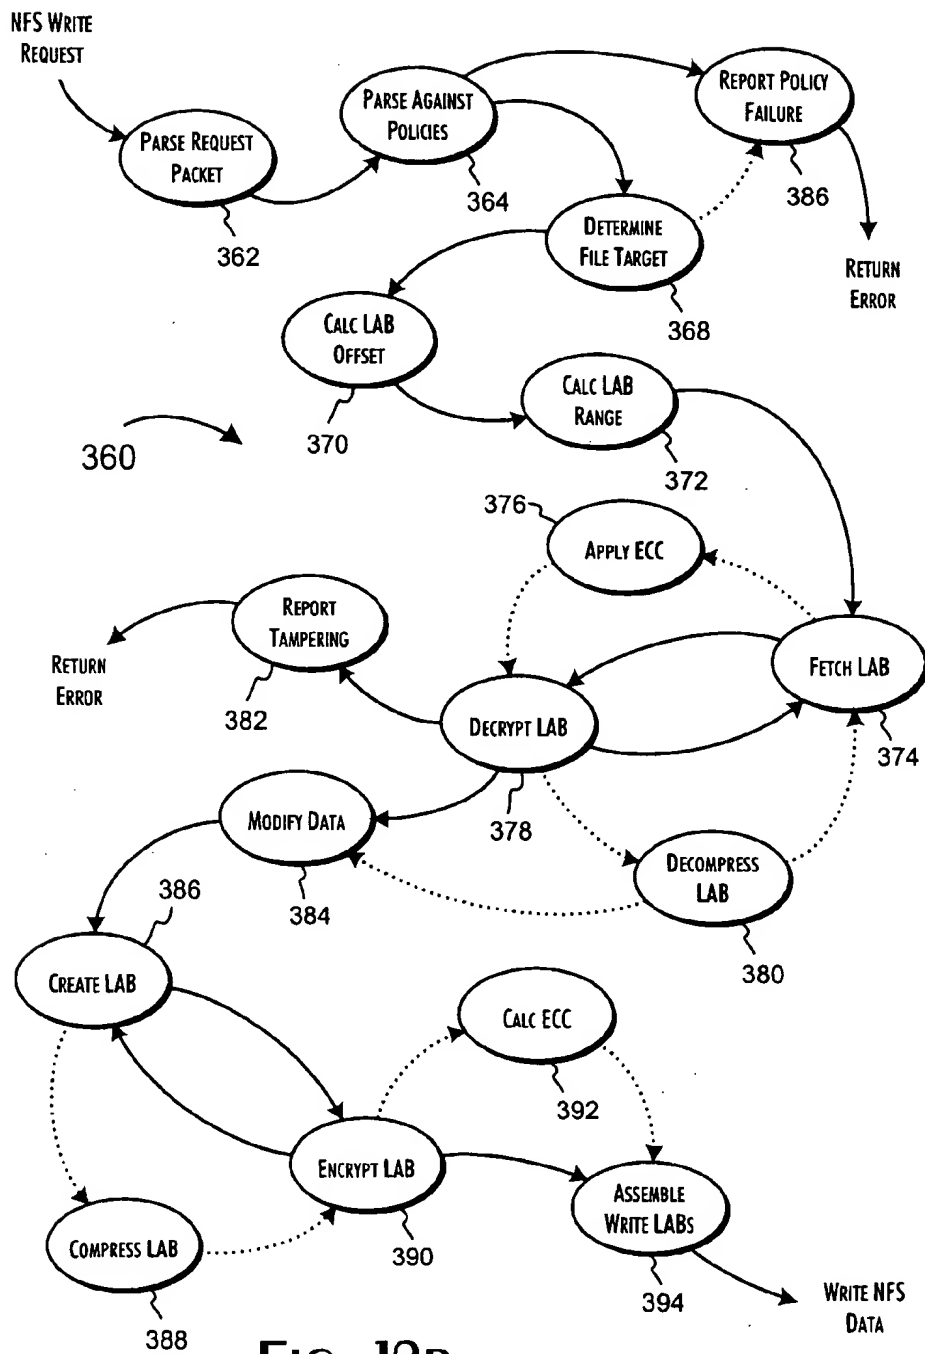 NFS WRITE
REQUEST
PARSE REQUEST
PACKET
362
PARSE AGAINST
POLICIES
364
REPORT POLICY
FAILURE
386
RETURN
ERROR
DETERMINE
FILE TARGET
368
CALC LAB
OFFSET
370
CALC LAB
RANGE
372
360
376
APPLY ECC
REPORT
TAMPERING
382
RETURN
ERROR
FETCH LAB
374
DECRYPT LAB
378
MODIFY DATA
384
DECOMPRESS
LAB
380
386
CREATE LAB
CALC ECC
392
ENCRYPT LAB
390
ASSEMBLE
WRITE LABS
394
COMPRESS LAB
388
WRITE NFS
DATA